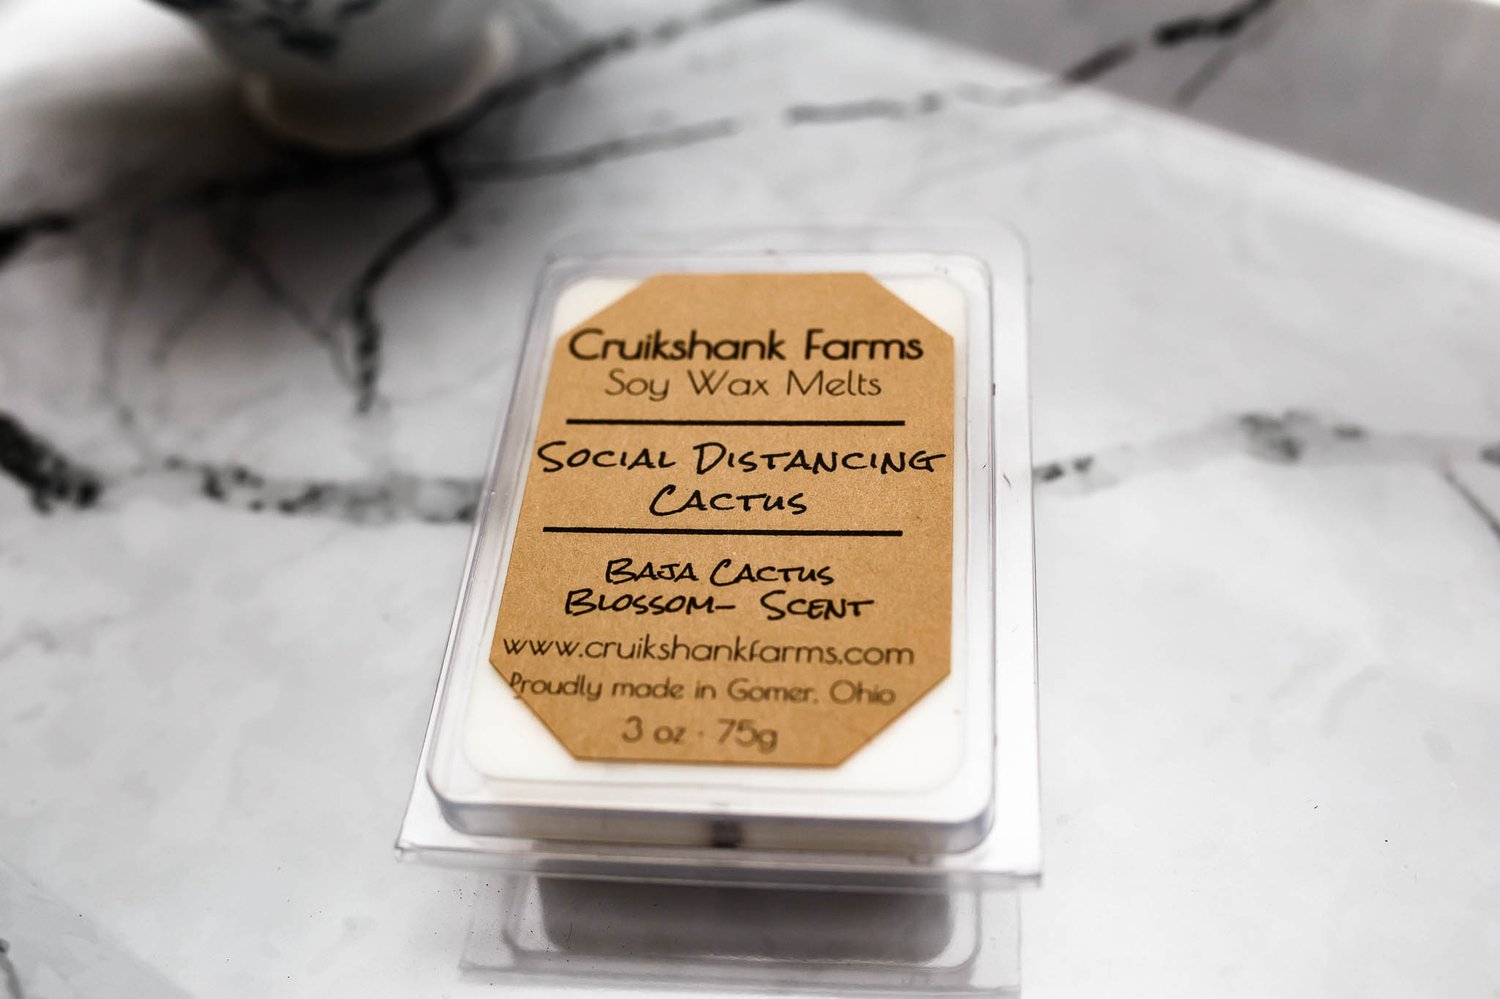 Cruikshank Farms
Soy Wax Melts
Social Distancing
Cactus
Baja Cactus
Blossom- Scent
www.cruikshankfarms.com
Proudly made in Gomer, Ohio
3 oz · 75g